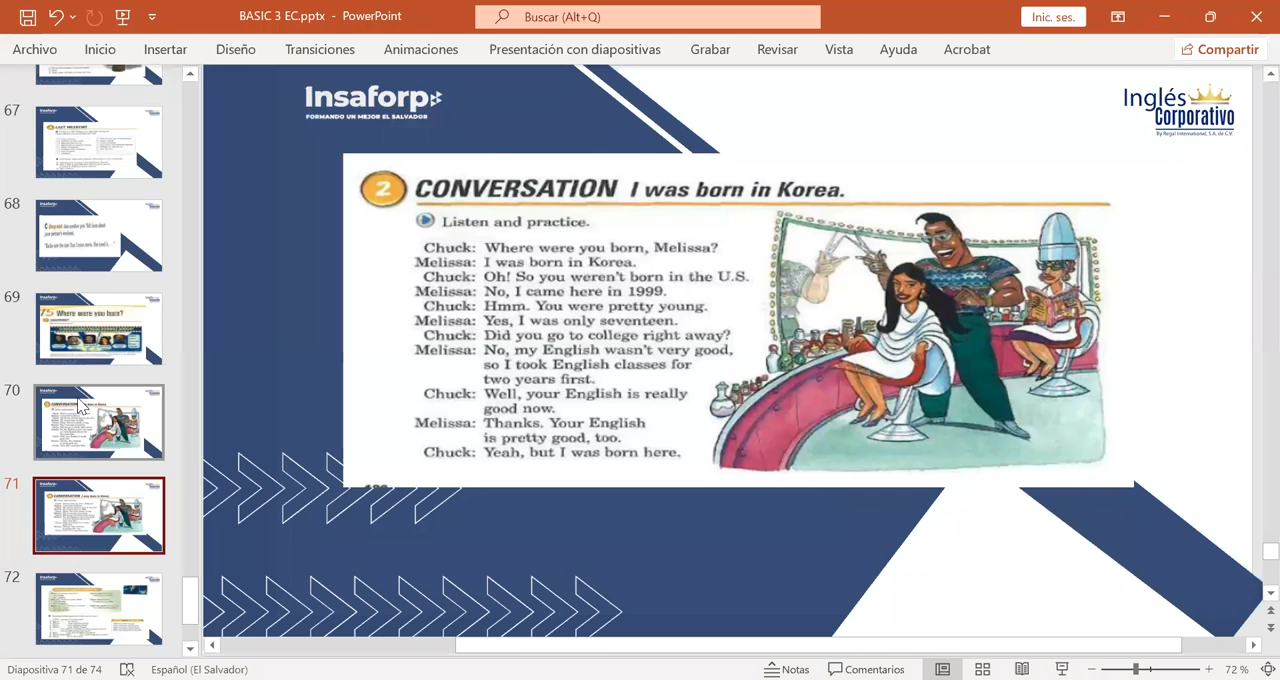 BASIC 3 EC.pptx - PowerPoint
Buscar (Alt+Q)
Inic. ses.
Archivo Inicio Insertar Diseño Transiciones Animaciones Presentación con diapositivas Grabar Revisar Vista Ayuda Acrobat
Compartir
67
68
69
Where were you born?
70
71
72
Insaforp
FORMANDO UN MEJOR EL SALVADOR
Inglés
Corporativo
By Regal International, S.A. de C.V.
2 CONVERSATION I was born in Korea.
Listen and practice.
Chuck: Where were you born, Melissa?
Melissa: I was born in Korea.
Chuck: Oh! So you weren't born in the U.S.
Melissa: No, I came here in 1999.
Chuck: Hmm. You were pretty young.
Melissa: Yes, I was only seventeen.
Chuck: Did you go to college right away?
Melissa: No, my English wasn't very good,
so I took English classes for
two years first.
Chuck: Well, your English is really
good now.
Melissa: Thanks. Your English
is pretty good, too.
Chuck: Yeah, but I was born here.
Diapositiva 71 de 74 Español (El Salvador) Notas Comentarios 72 %